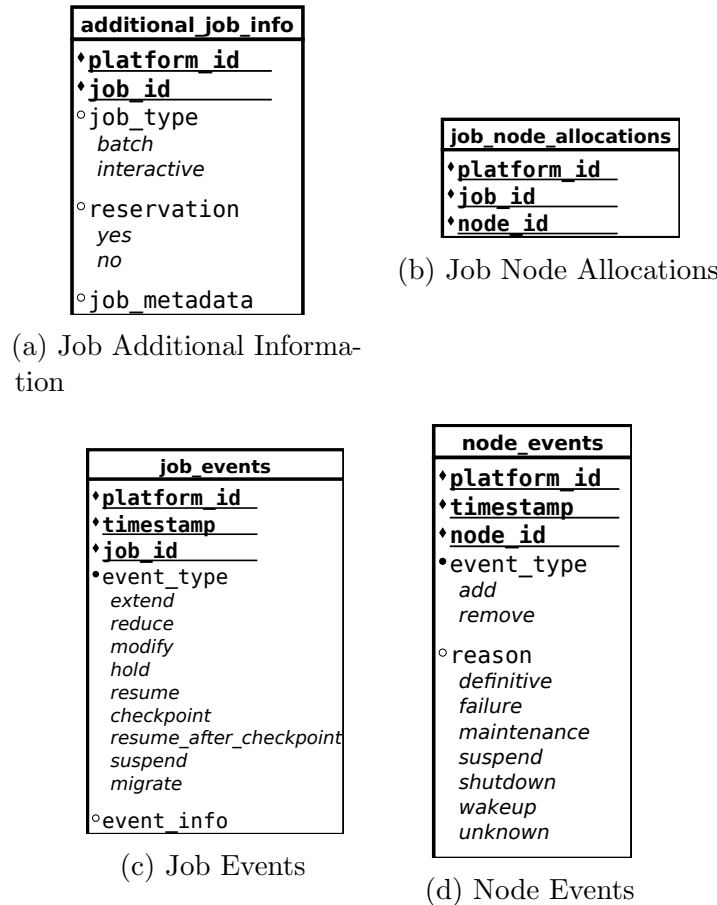 additional_job_info
platform_id
job_id
job_type
batch
interactive
reservation
yes
no
job_metadata
(a) Job Additional Informa-
tion
job_node_allocations
platform_id
job_id
node_id
(b) Job Node Allocations
job_events
platform_id
timestamp
job_id
event_type
extend
reduce
modify
hold
resume
checkpoint
resume_after_checkpoint
suspend
migrate
event_info
(c) Job Events
node_events
platform_id
timestamp
node_id
event_type
add
remove
reason
definitive
failure
maintenance
suspend
shutdown
wakeup
unknown
(d) Node Events